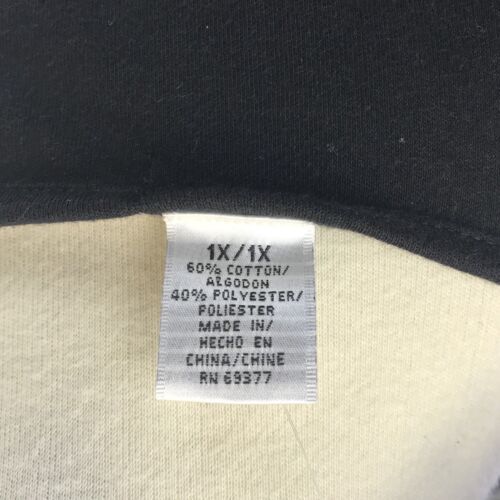 1X/1X
60% COTTON/
ALGODON
40% POLYESTER/
POLIESTER
MADE IN/
HECHO EN
CHINA/CHINE
RN 69377